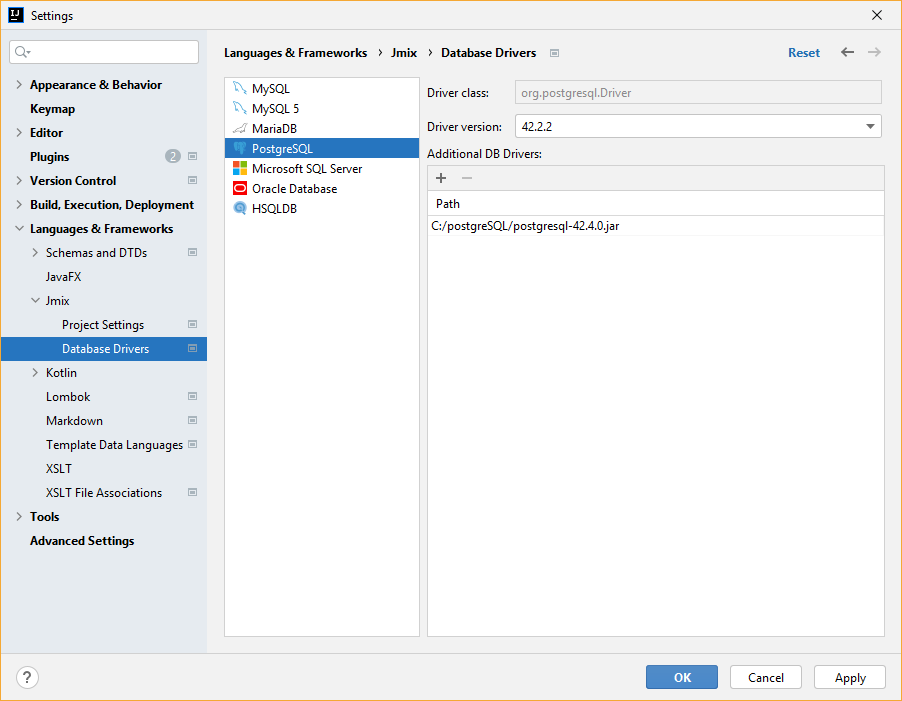 Settings
Appearance & Behavior
Keymap
Editor
Plugins 2
Version Control
Build, Execution, Deployment
Languages & Frameworks
Schemas and DTDs
JavaFX
Jmix
Project Settings
Database Drivers
Kotlin
Lombok
Markdown
Template Data Languages
XSLT
XSLT File Associations
Tools
Advanced Settings
Languages & Frameworks › Jmix › Database Drivers
Reset
MySQL
MySQL 5
MariaDB
PostgreSQL
Microsoft SQL Server
Oracle Database
HSQLDB
Driver class: org.postgresql.Driver
Driver version: 42.2.2
Additional DB Drivers:
Path
C:/postgreSQL/postgresql-42.4.0.jar
?
OK
Cancel
Apply